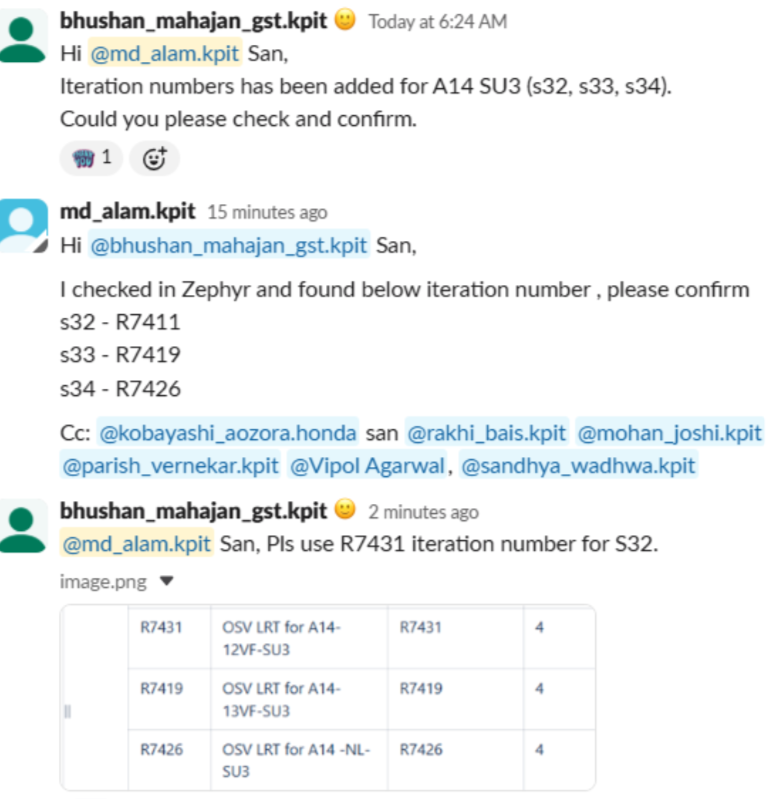 bhushan_mahajan_gst.kpit 🙂 Today at 6:24 AM
Hi @md_alam.kpit San,
Iteration numbers has been added for A14 SU3 (s32, s33, s34).
Could you please check and confirm.
1
md_alam.kpit 15 minutes ago
Hi @bhushan_mahajan_gst.kpit San,
I checked in Zephyr and found below iteration number , please confirm
s32 - R7411
s33 - R7419
s34 - R7426
Cc: @kobayashi_aozora.honda san @rakhi_bais.kpit @mohan_joshi.kpit
@parish_vernekar.kpit @Vipol Agarwal , @sandhya_wadhwa.kpit
bhushan_mahajan_gst.kpit 🙂 2 minutes ago
@md_alam.kpit San, Pls use R7431 iteration number for S32.
image.png
R7431 OSV LRT for A14- R7431 4
12VF-SU3
R7419 OSV LRT for A14- R7419 4
13VF-SU3
R7426 OSV LRT for A14 -NL- R7426 4
SU3